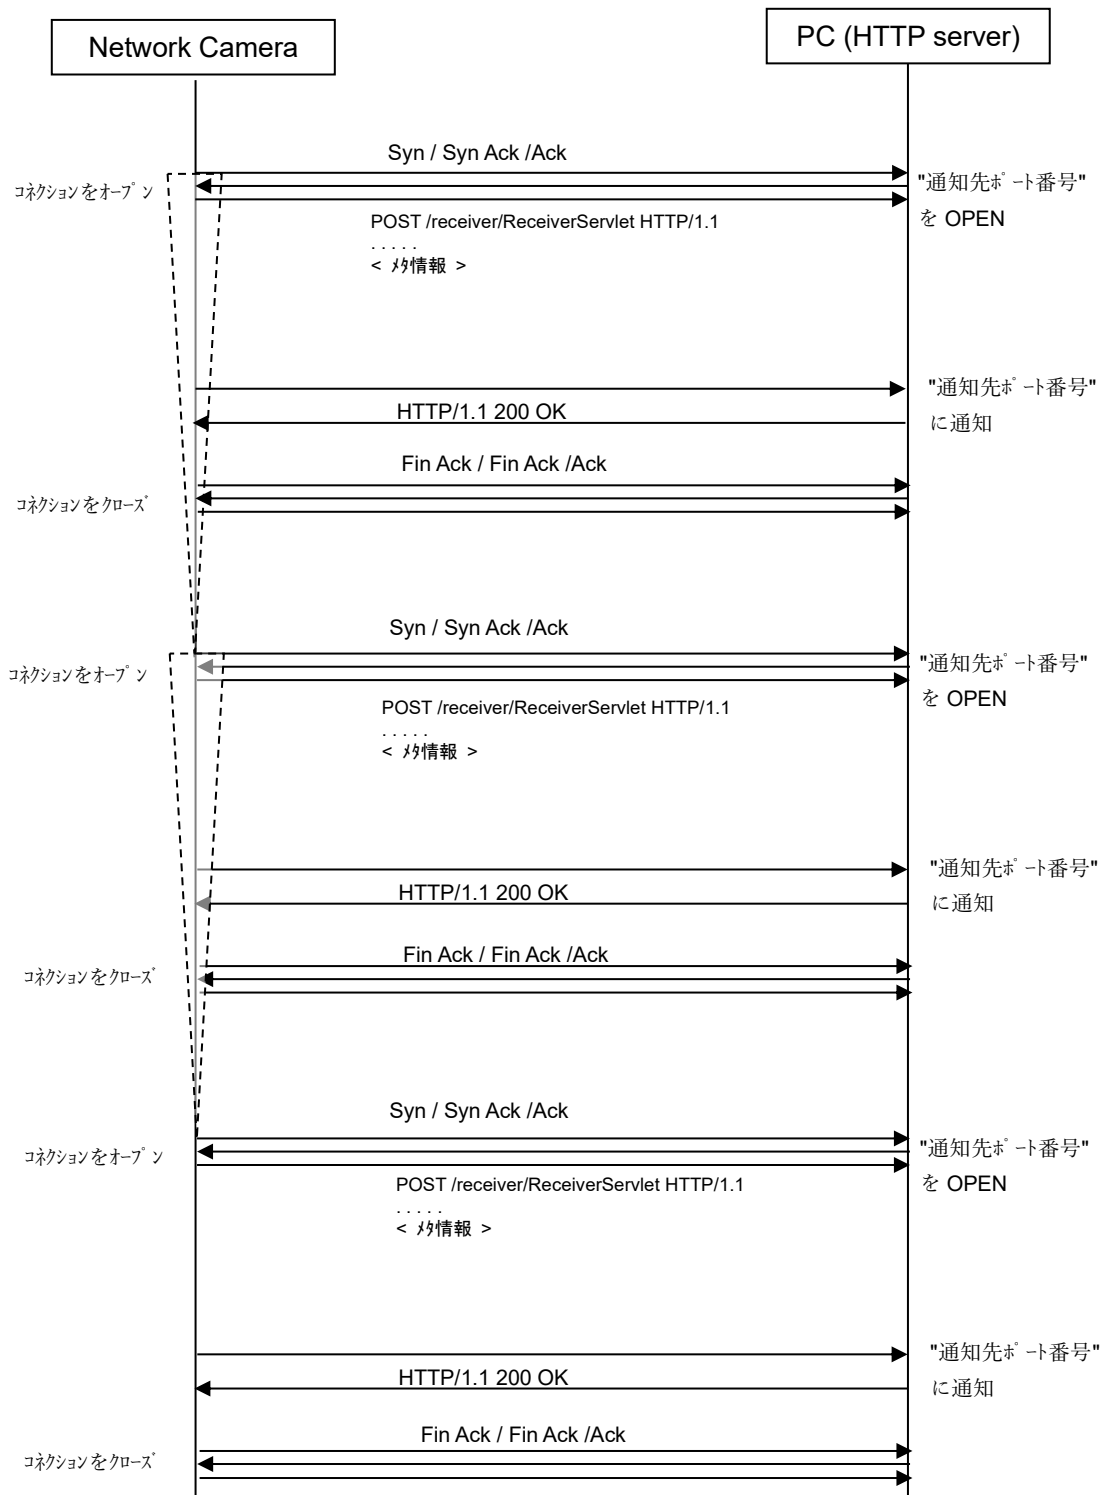 Network Camera
PC (HTTP server)
Syn / Syn Ack /Ack
ｺﾈｸｼｮﾝをｵｰﾌﾟﾝ
"通知先ﾎﾟｰﾄ番号"
を OPEN
POST /receiver/ReceiverServlet HTTP/1.1
. . . . .
< ﾒﾀ情報 >
"通知先ﾎﾟｰﾄ番号"
に通知
HTTP/1.1 200 OK
Fin Ack / Fin Ack /Ack
ｺﾈｸｼｮﾝをｸﾛｰｽﾞ
Syn / Syn Ack /Ack
ｺﾈｸｼｮﾝをｵｰﾌﾟﾝ
"通知先ﾎﾟｰﾄ番号"
を OPEN
POST /receiver/ReceiverServlet HTTP/1.1
. . . . .
< ﾒﾀ情報 >
"通知先ﾎﾟｰﾄ番号"
に通知
HTTP/1.1 200 OK
Fin Ack / Fin Ack /Ack
ｺﾈｸｼｮﾝをｸﾛｰｽﾞ
Syn / Syn Ack /Ack
ｺﾈｸｼｮﾝをｵｰﾌﾟﾝ
"通知先ﾎﾟｰﾄ番号"
を OPEN
POST /receiver/ReceiverServlet HTTP/1.1
. . . . .
< ﾒﾀ情報 >
"通知先ﾎﾟｰﾄ番号"
に通知
HTTP/1.1 200 OK
Fin Ack / Fin Ack /Ack
ｺﾈｸｼｮﾝをｸﾛｰｽﾞ